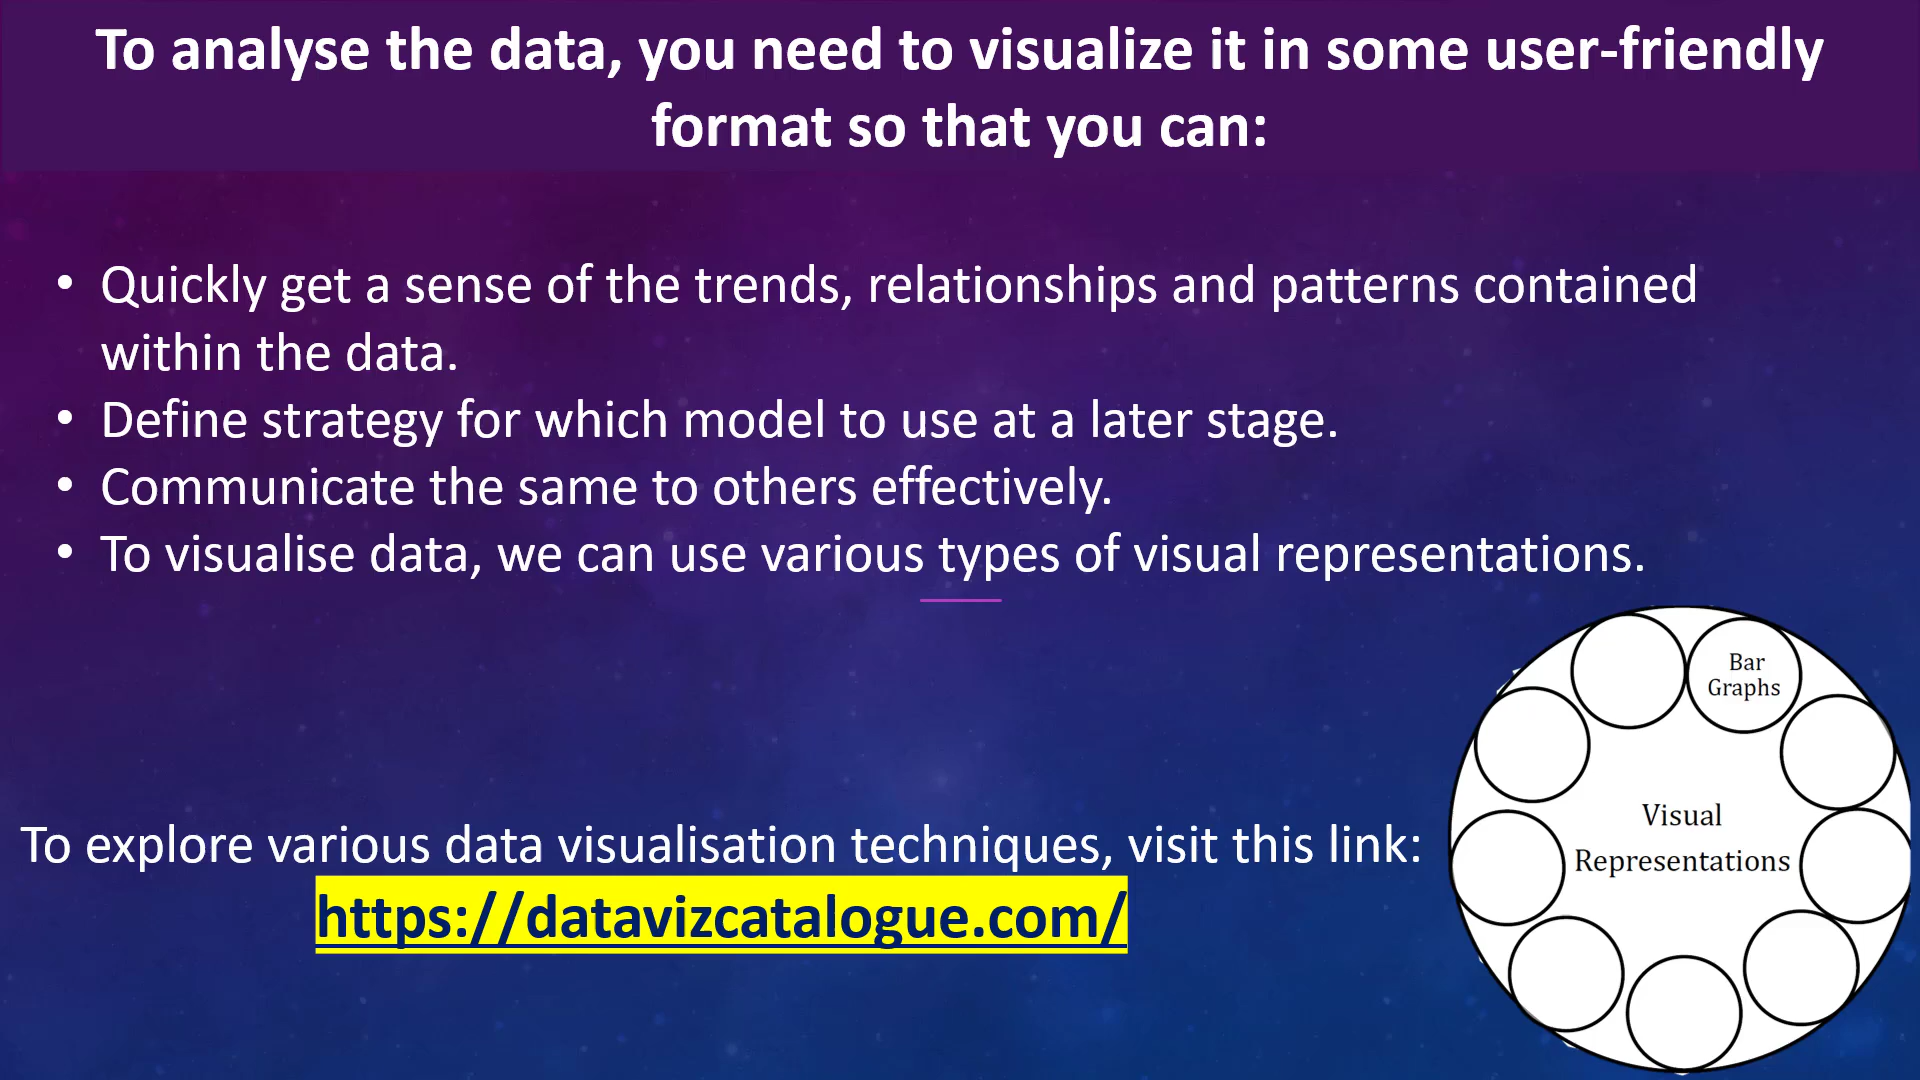 To analyse the data, you need to visualize it in some user-friendly
format so that you can:
• Quickly get a sense of the trends, relationships and patterns contained
within the data.
• Define strategy for which model to use at a later stage.
• Communicate the same to others effectively.
• To visualise data, we can use various types of visual representations.
Bar
Graphs
Visual
Representations
To explore various data visualisation techniques, visit this link:
https://datavizcatalogue.com/